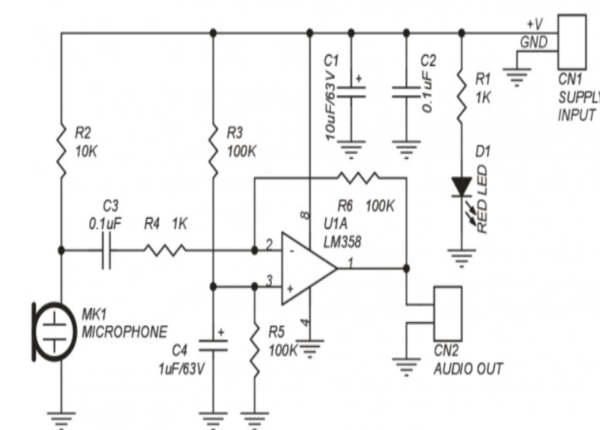 +V
GND
CN1
SUPPLY
INPUT
C1
+
10uF/63V
C2
0.1uF
R1
1K
R2
10K
R3
100K
D1
RED LED
C3
0.1uF
R4 1K
R6 100K
U1A
LM358
8
2
-
1
3
+
4
MK1
MICROPHONE
+
C4
1uF/63V
R5
100K
CN2
AUDIO OUT